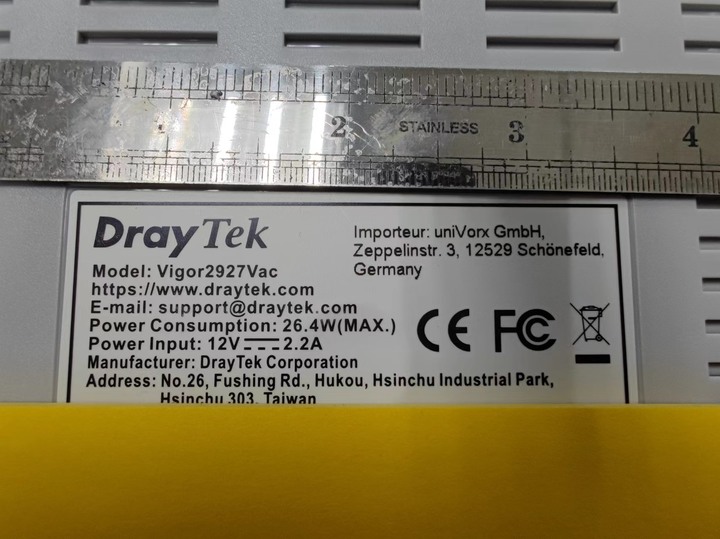 2 STAINLESS 3 4
DrayTek
Importeur: uniVorx GmbH,
Zeppelinstr. 3, 12529 Schönefeld,
Germany
Model: Vigor2927Vac
https://www.draytek.com
E-mail: support@draytek.com
Power Consumption: 26.4W(MAX.)
Power Input: 12V 2.2A
Manufacturer: DrayTek Corporation
Address: No.26, Fushing Rd., Hukou, Hsinchu Industrial Park,
Hsinchu 303, Taiwan
CE FC